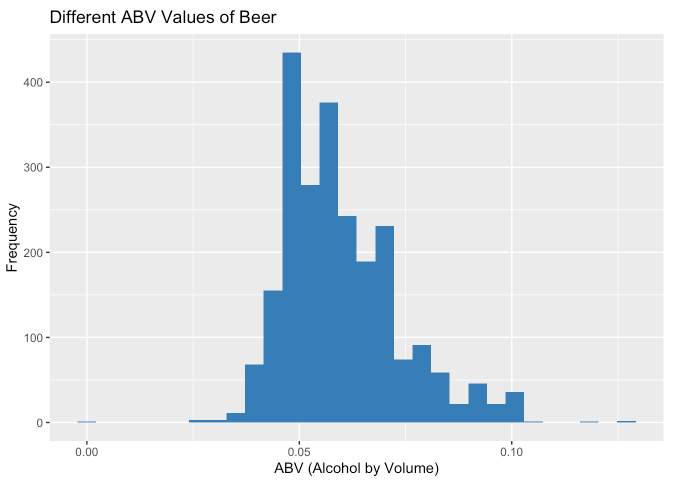 Different ABV Values of Beer
400
300
200
100
0
Frequency
0.00 0.05 0.10
ABV (Alcohol by Volume)